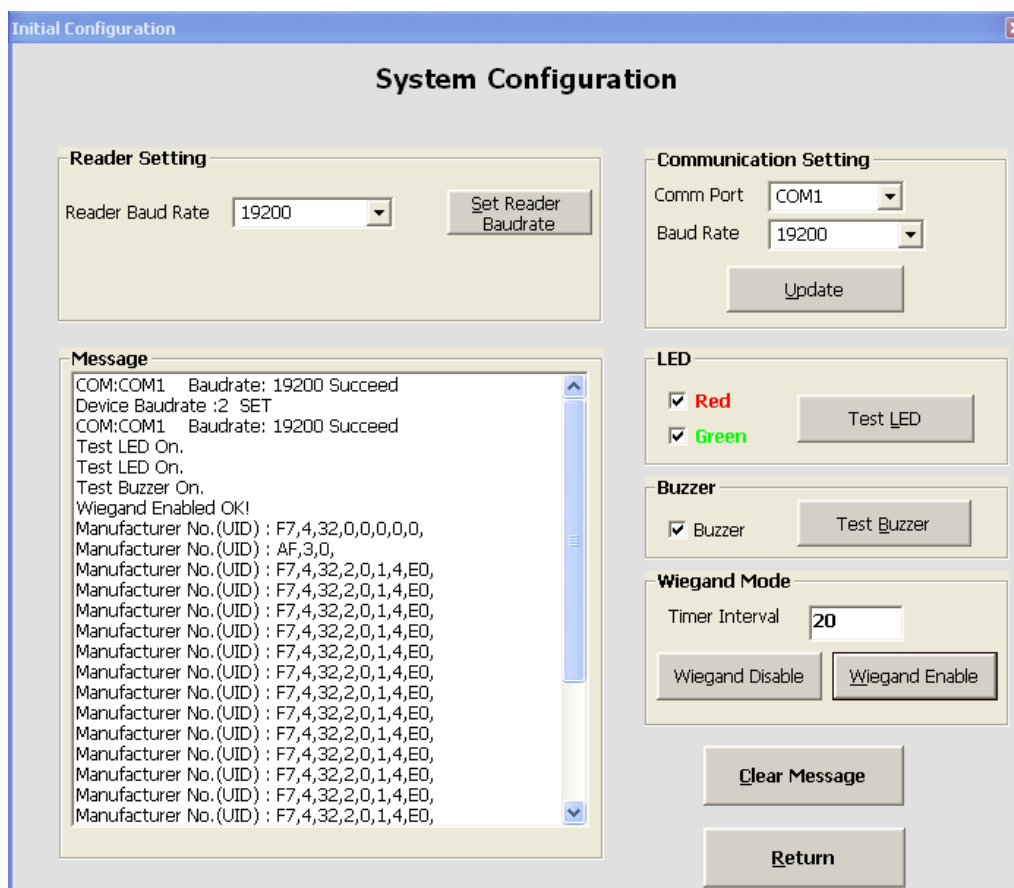 Initial Configuration
System Configuration
Reader Setting
Reader Baud Rate 19200
Set Reader
Baudrate
Communication Setting
Comm Port COM1
Baud Rate 19200
Update
Message
COM:COM1 Baudrate: 19200 Succeed
Device Baudrate :2 SET
COM:COM1 Baudrate: 19200 Succeed
Test LED On.
Test LED On.
Test Buzzer On.
Wiegand Enabled OK!
Manufacturer No.(UID) : F7,4,32,0,0,0,0,0,
Manufacturer No.(UID) : AF,3,0,
Manufacturer No.(UID) : F7,4,32,2,0,1,4,E0,
Manufacturer No.(UID) : F7,4,32,2,0,1,4,E0,
Manufacturer No.(UID) : F7,4,32,2,0,1,4,E0,
Manufacturer No.(UID) : F7,4,32,2,0,1,4,E0,
Manufacturer No.(UID) : F7,4,32,2,0,1,4,E0,
Manufacturer No.(UID) : F7,4,32,2,0,1,4,E0,
Manufacturer No.(UID) : F7,4,32,2,0,1,4,E0,
Manufacturer No.(UID) : F7,4,32,2,0,1,4,E0,
Manufacturer No.(UID) : F7,4,32,2,0,1,4,E0,
Manufacturer No.(UID) : F7,4,32,2,0,1,4,E0,
Manufacturer No.(UID) : F7,4,32,2,0,1,4,E0,
Manufacturer No.(UID) : F7,4,32,2,0,1,4,E0,
Manufacturer No.(UID) : F7,4,32,2,0,1,4,E0,
LED
Red
Green
Test LED
Buzzer
Buzzer
Test Buzzer
Wiegand Mode
Timer Interval 20
Wiegand Disable
Wiegand Enable
Clear Message
Return